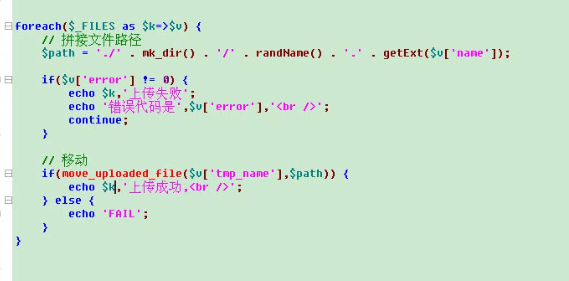 foreach($_FILES as $k=>$v) {
// 拼接文件路径
$path = './' . mk_dir() . '/' . randName() . '.' . getExt($v['name']);
if($v['error'] != 0) {
echo $k,'上传失败';
echo '错误代码是',$v['error'],'<br />';
continue;
}
// 移动
if(move_uploaded_file($v['tmp_name'],$path)) {
echo $k,'上传成功,<br />';
} else {
echo 'FAIL';
}
}